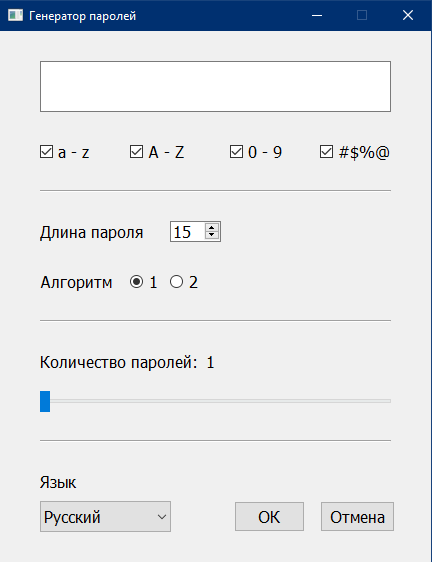 Генератор паролей
a - z A - Z 0 - 9 #$%@
Длина пароля 15
Алгоритм 1 2
Количество паролей: 1
Язык
Русский OK Отмена